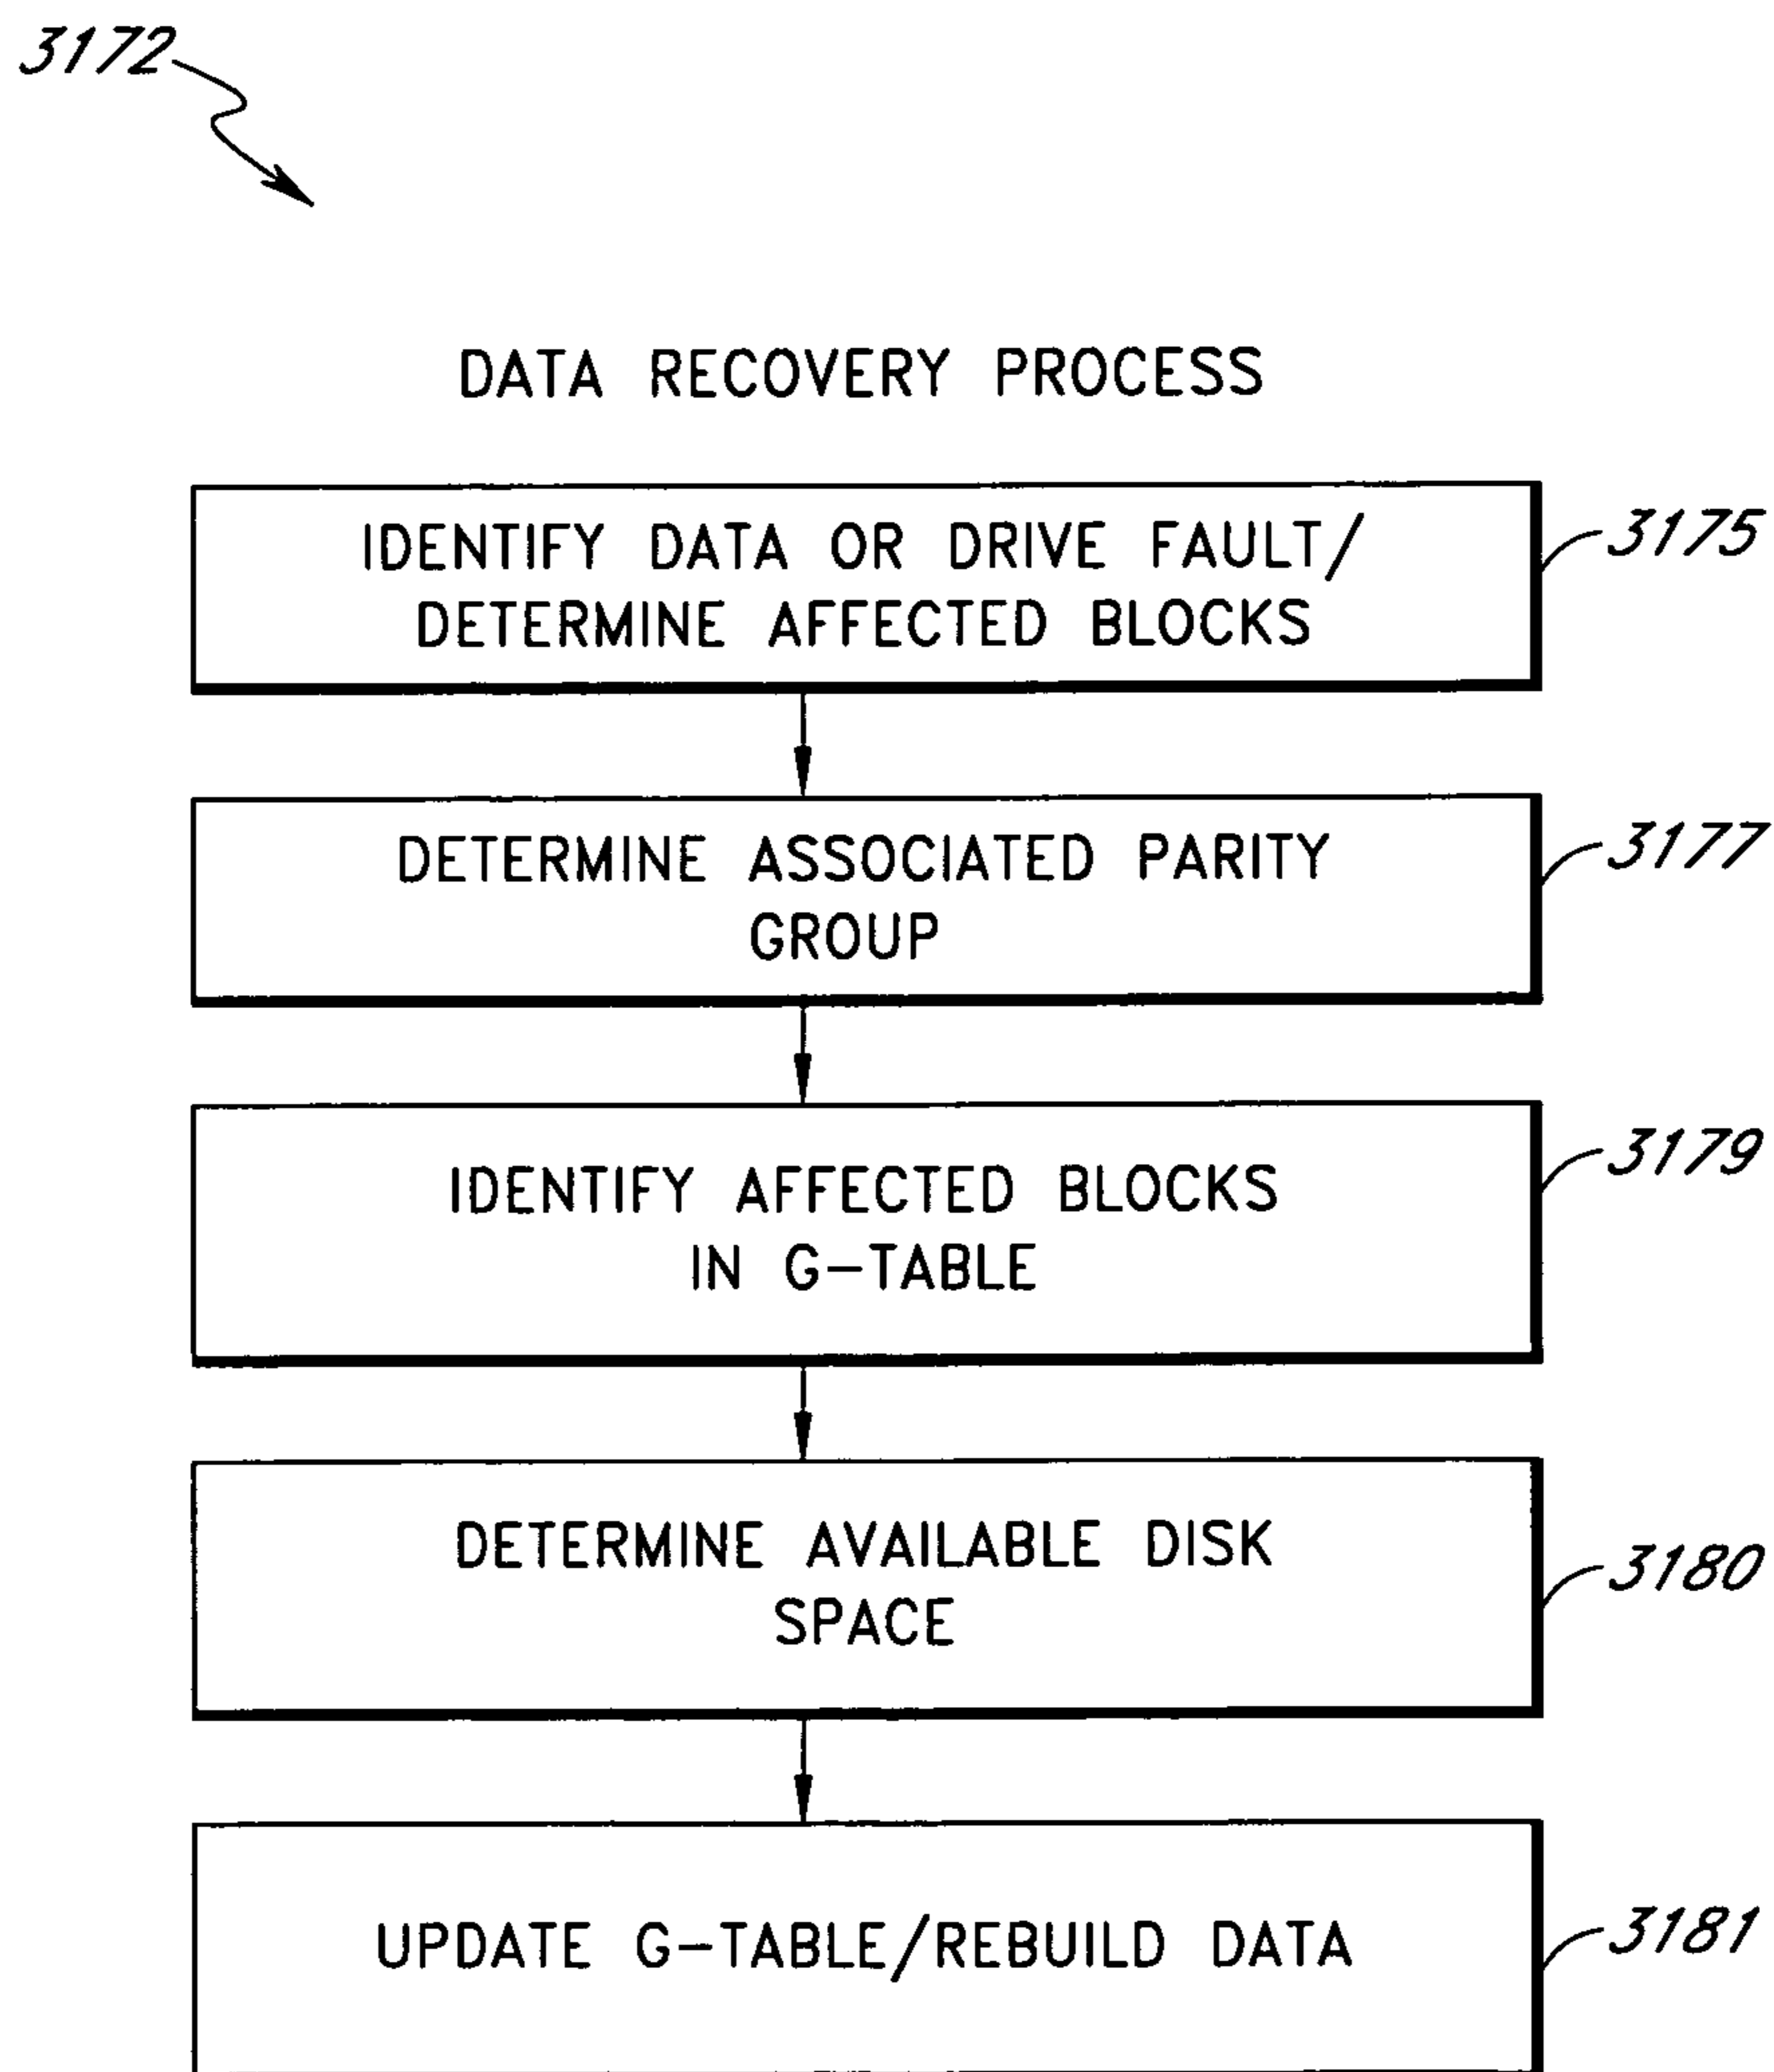 3172
DATA RECOVERY PROCESS
IDENTIFY DATA OR DRIVE FAULT/
DETERMINE AFFECTED BLOCKS
3175
DETERMINE ASSOCIATED PARITY
GROUP
3177
IDENTIFY AFFECTED BLOCKS
IN G-TABLE
3179
DETERMINE AVAILABLE DISK
SPACE
3180
UPDATE G-TABLE/REBUILD DATA
3181